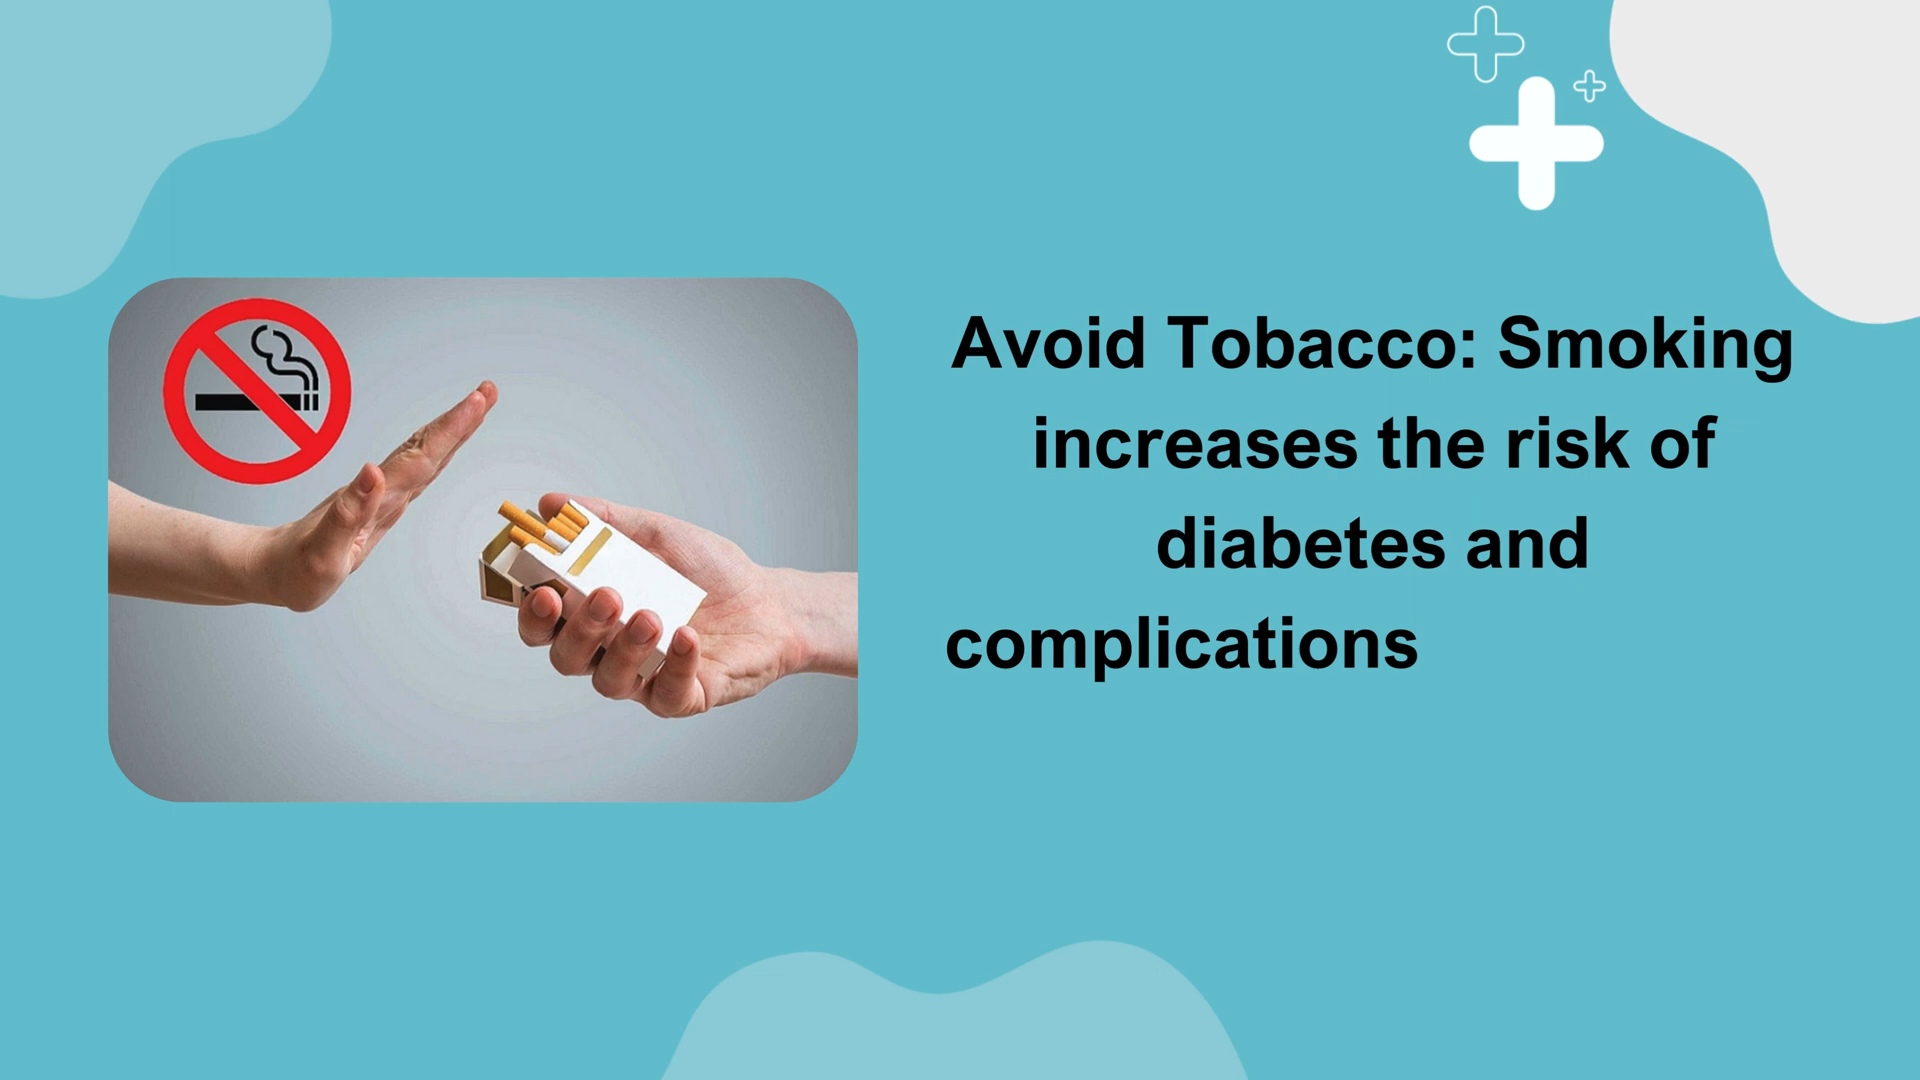 Avoid Tobacco: Smoking
increases the risk of
diabetes and
complications